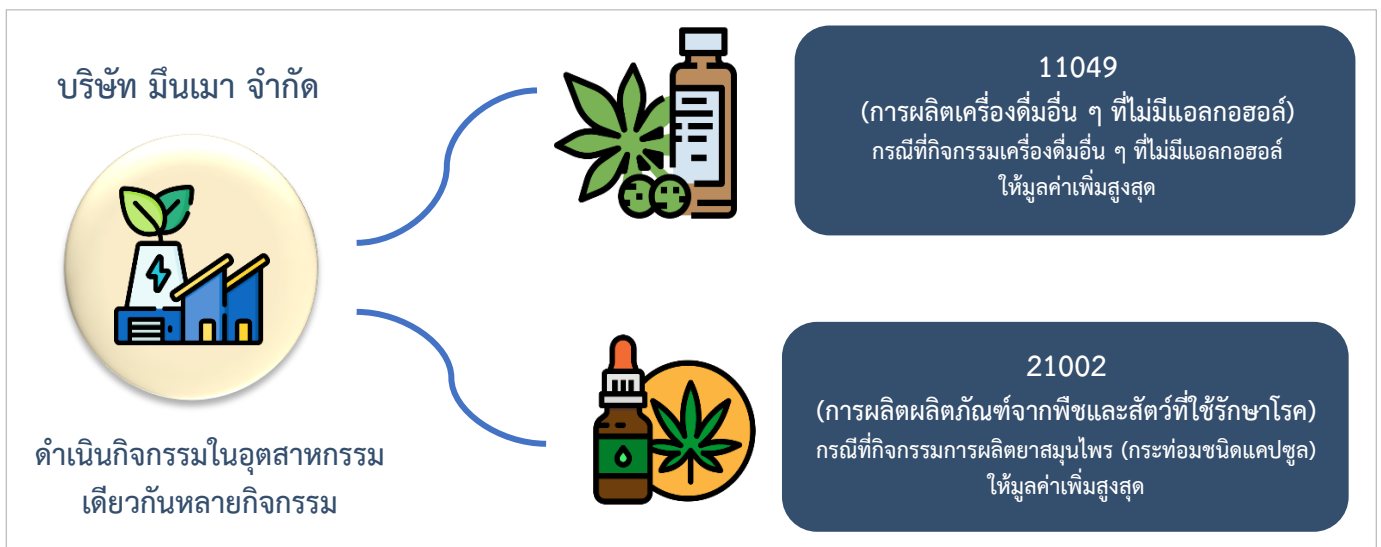 บริษัท มึนเมา จำกัด
ดำเนินกิจกรรมในอุตสาหกรรม
เดียวกันหลายกิจกรรม
11049
(การผลิตเครื่องดื่มอื่น ๆ ที่ไม่มีแอลกอฮอล์)
กรณีที่กิจกรรมเครื่องดื่มอื่น ๆ ที่ไม่มีแอลกอฮอล์
ให้มูลค่าเพิ่มสูงสุด
21002
(การผลิตผลิตภัณฑ์จากพืชและสัตว์ที่ใช้รักษาโรค)
กรณีที่กิจกรรมการผลิตยาสมุนไพร (กระท่อมชนิดแคปซูล)
ให้มูลค่าเพิ่มสูงสุด